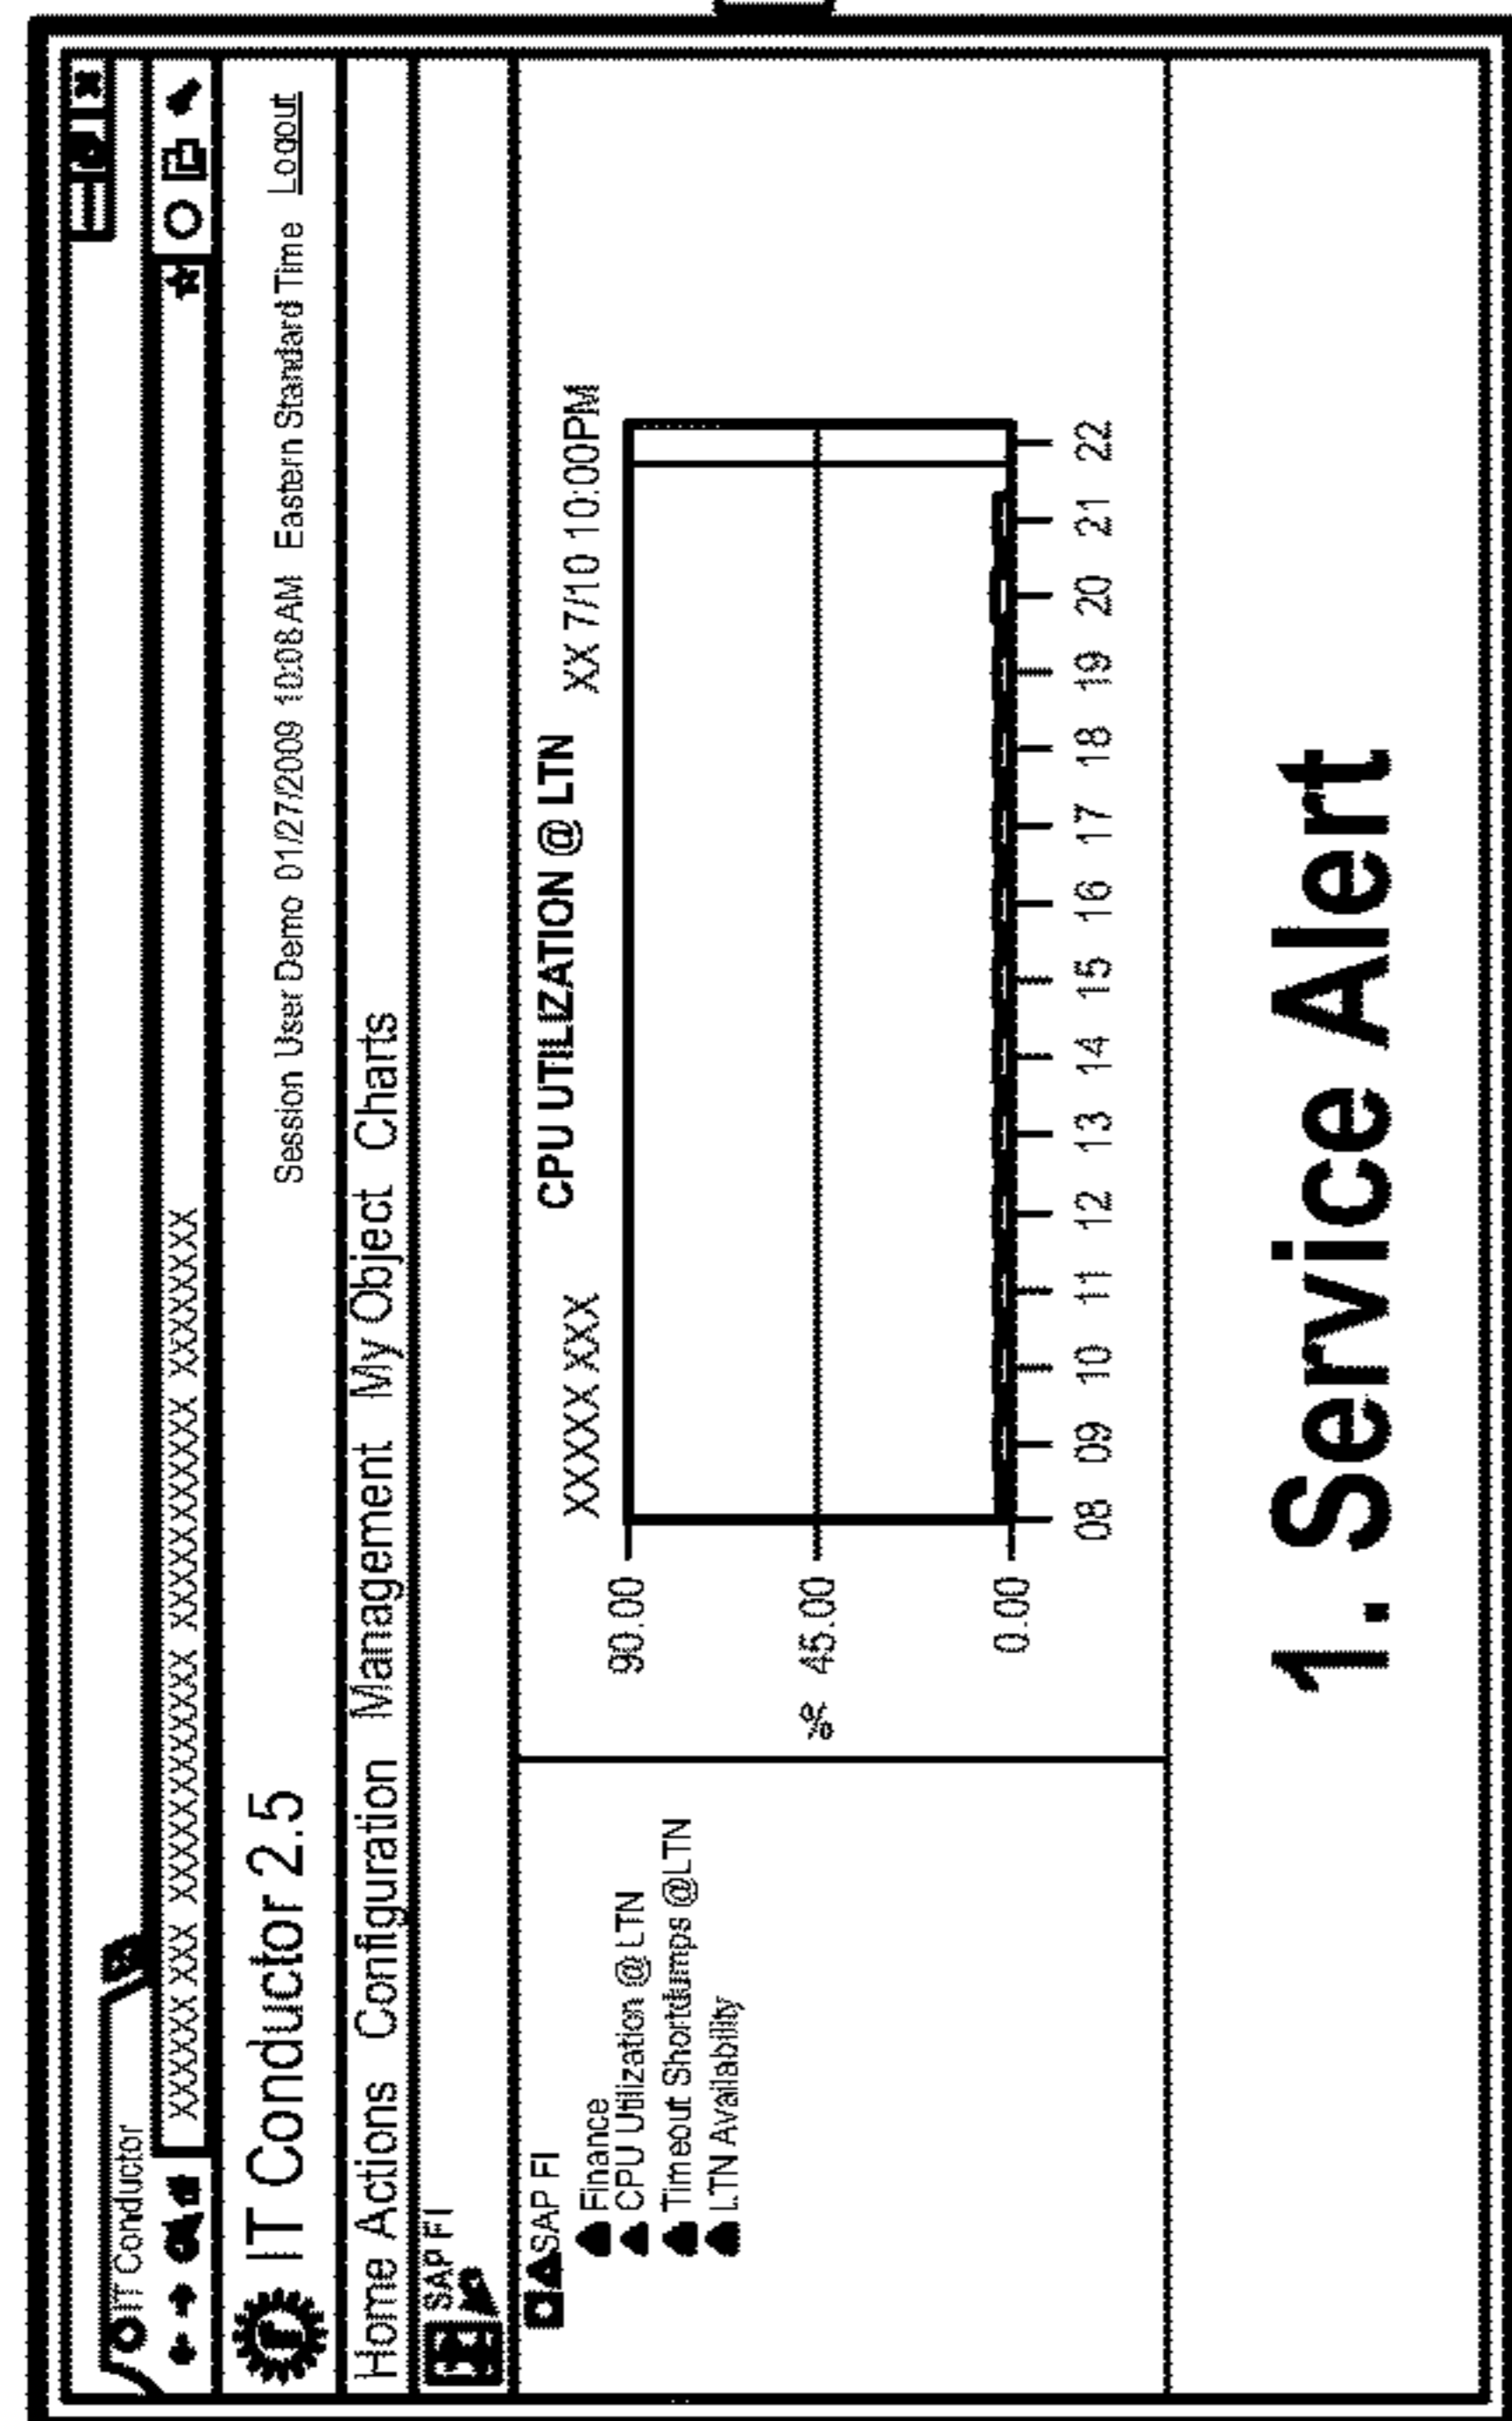 IT Conductor
XXXXX XXX XXXXXXXXXX XXXXXXXXXX XXXXXXX
IT Conductor 2.5
Session User Demo 01/27/2009 10:08 AM Eastern Standard Time Logout
Home Actions Configuration Management My Object Charts
SAP FI
SAP FI
Finance
CPU Utilization @ LTN
Timeout Shortdumps @LTN
LTN Availability
CPU UTILIZATION @ LTN
XXXXX XXX XX 7/10 10:00PM
90.00
% 45.00
0.00
08 09 10 11 12 13 14 15 16 17 18 19 20 21 22
1. Service Alert